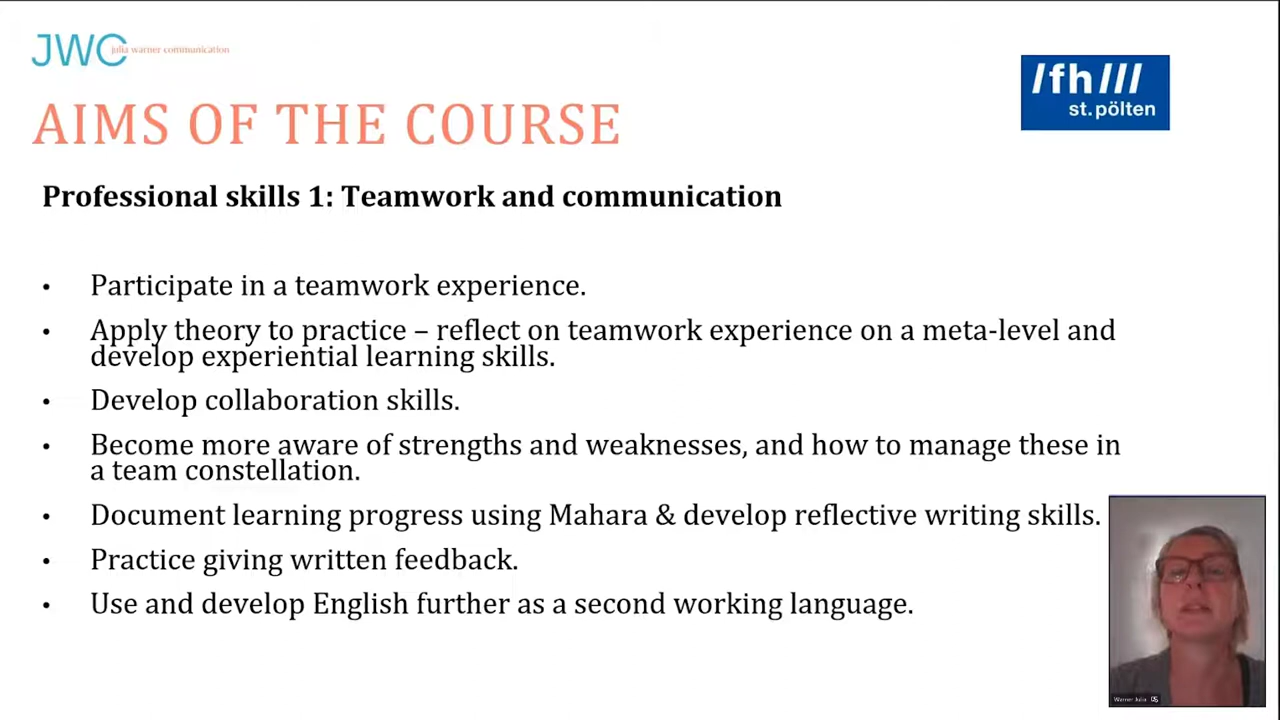 JWC julia warner communication
/fh///
st.pölten
AIMS OF THE COURSE
Professional skills 1: Teamwork and communication
• Participate in a teamwork experience.
• Apply theory to practice – reflect on teamwork experience on a meta-level and
develop experiential learning skills.
• Develop collaboration skills.
• Become more aware of strengths and weaknesses, and how to manage these in
a team constellation.
• Document learning progress using Mahara & develop reflective writing skills.
• Practice giving written feedback.
• Use and develop English further as a second working language.
Warner Julia